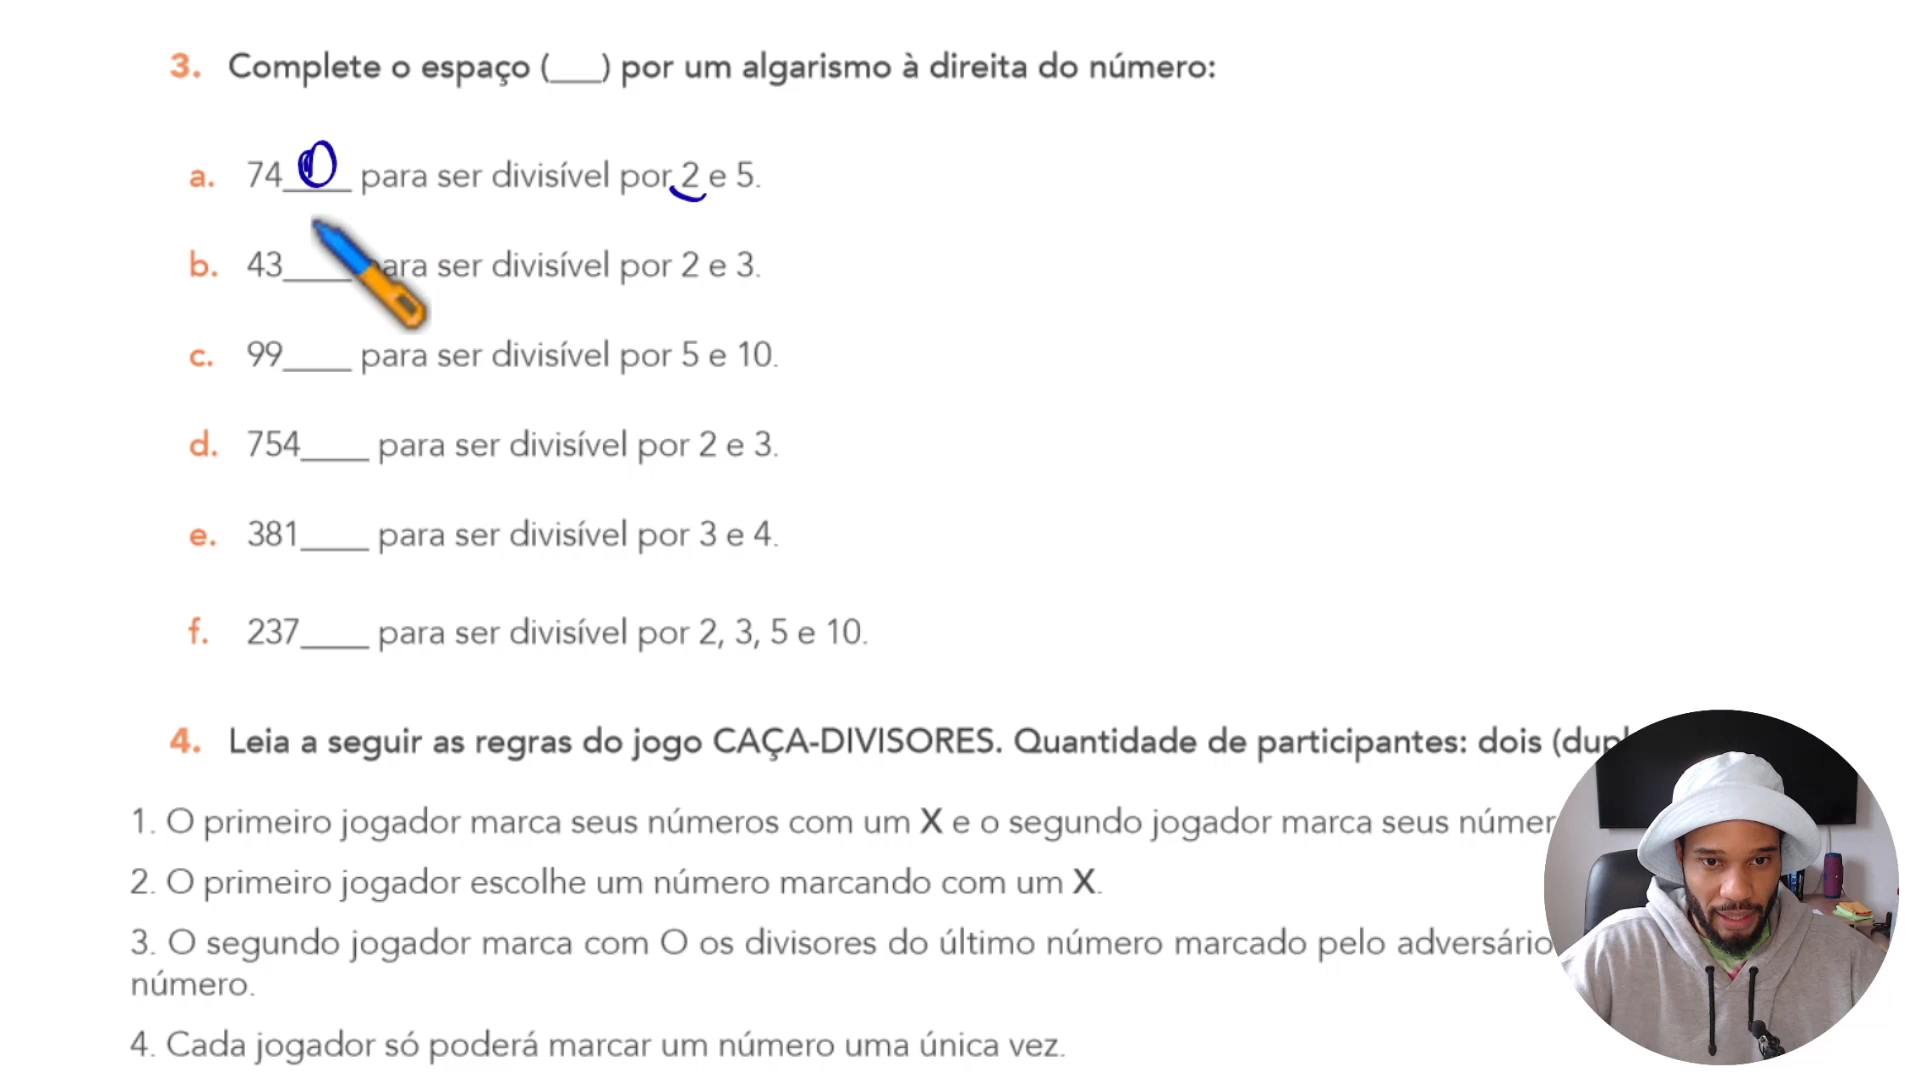 3. Complete o espaço (___) por um algarismo à direita do número:
a. 74__0__ para ser divisível por 2 e 5.
b. 43____ para ser divisível por 2 e 3.
c. 99____ para ser divisível por 5 e 10.
d. 754____ para ser divisível por 2 e 3.
e. 381____ para ser divisível por 3 e 4.
f. 237____ para ser divisível por 2, 3, 5 e 10.
4. Leia a seguir as regras do jogo CAÇA-DIVISORES. Quantidade de participantes: dois
1. O primeiro jogador marca seus números com um X e o segundo jogador marca seus
2. O primeiro jogador escolhe um número marcando com um X.
3. O segundo jogador marca com O os divisores do último número marcado pelo adversário
número.
4. Cada jogador só poderá marcar um número uma única vez.